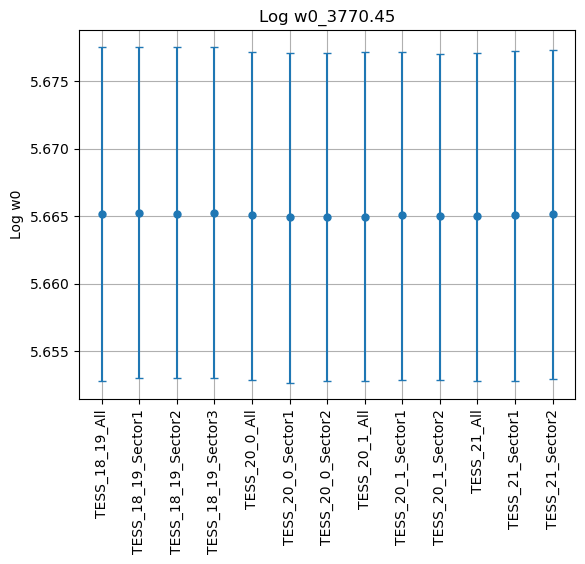 Log w0_3770.45
Log w0
5.675
5.670
5.665
5.660
5.655
TESS_18_19_All
TESS_18_19_Sector1
TESS_18_19_Sector2
TESS_18_19_Sector3
TESS_20_0_All
TESS_20_0_Sector1
TESS_20_0_Sector2
TESS_20_1_All
TESS_20_1_Sector1
TESS_20_1_Sector2
TESS_21_All
TESS_21_Sector1
TESS_21_Sector2